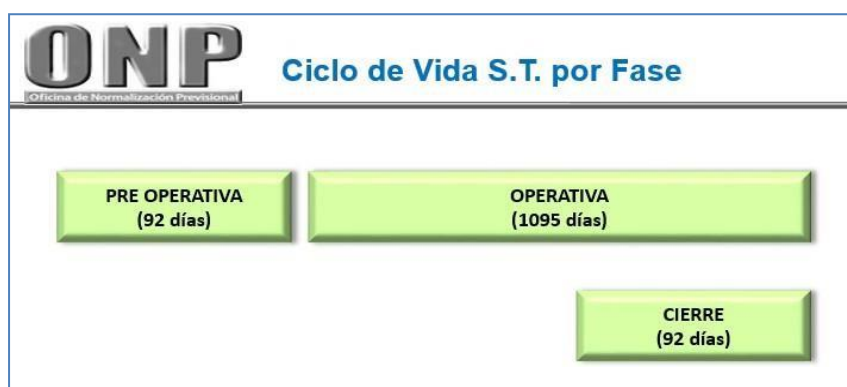 ONP
Oficina de Normalización Previsional
Ciclo de Vida S.T. por Fase
PRE OPERATIVA
(92 días)
OPERATIVA
(1095 días)
CIERRE
(92 días)